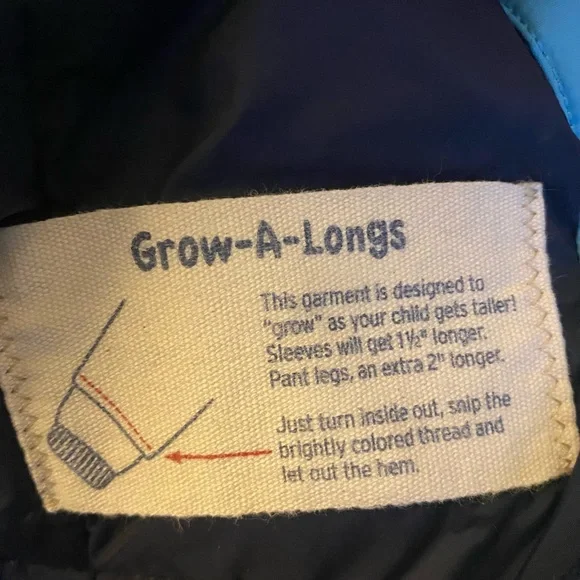 Grow-A-Longs
This garment is designed to
"grow" as your child gets taller!
Sleeves will get 1½" longer.
Pant legs, an extra 2" longer.
Just turn inside out, snip the
brightly colored thread and
let out the hem.